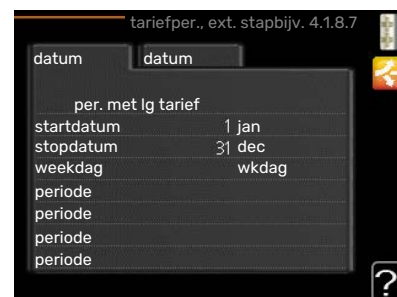 tariefper., ext. stapbijv. 4.1.8.7
datum datum
per. met lg tarief
startdatum 1 jan
stopdatum 31 dec
weekdag wkdag
periode
periode
periode
periode
?